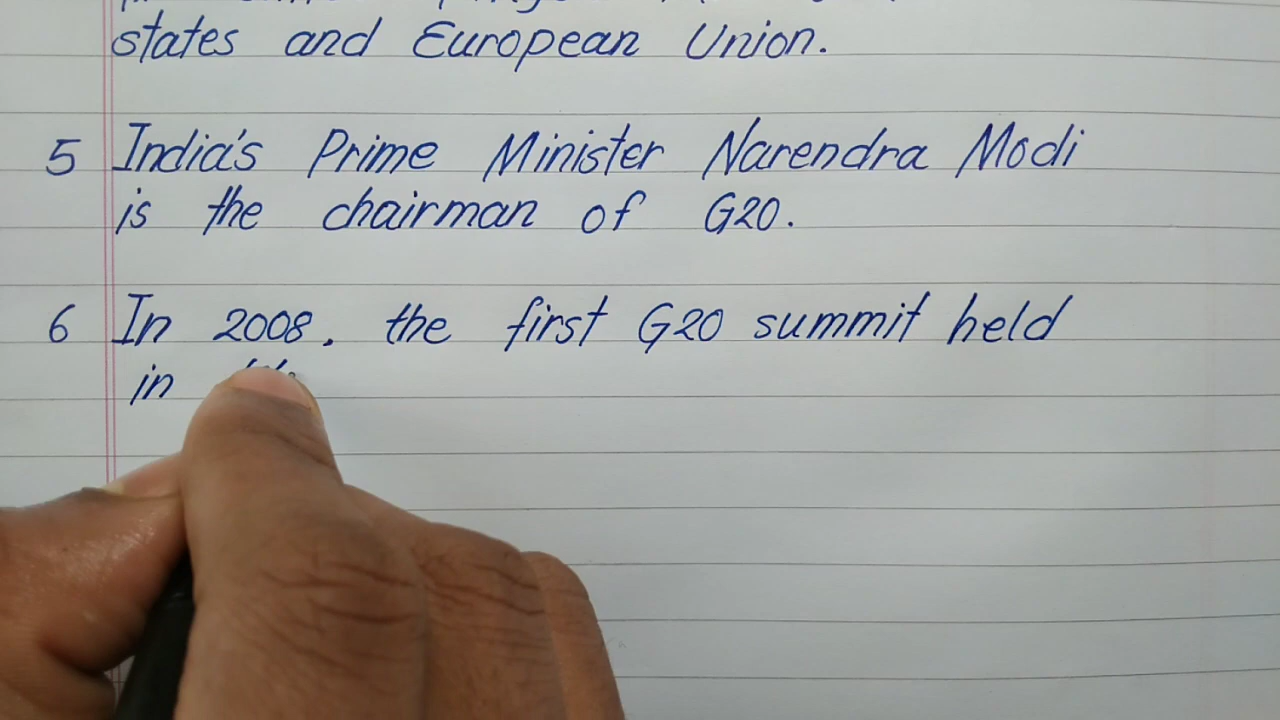 states and European Union.
5 India's Prime Minister Narendra Modi
is the chairman of G20.
6 In 2008, the first G20 summit held
in